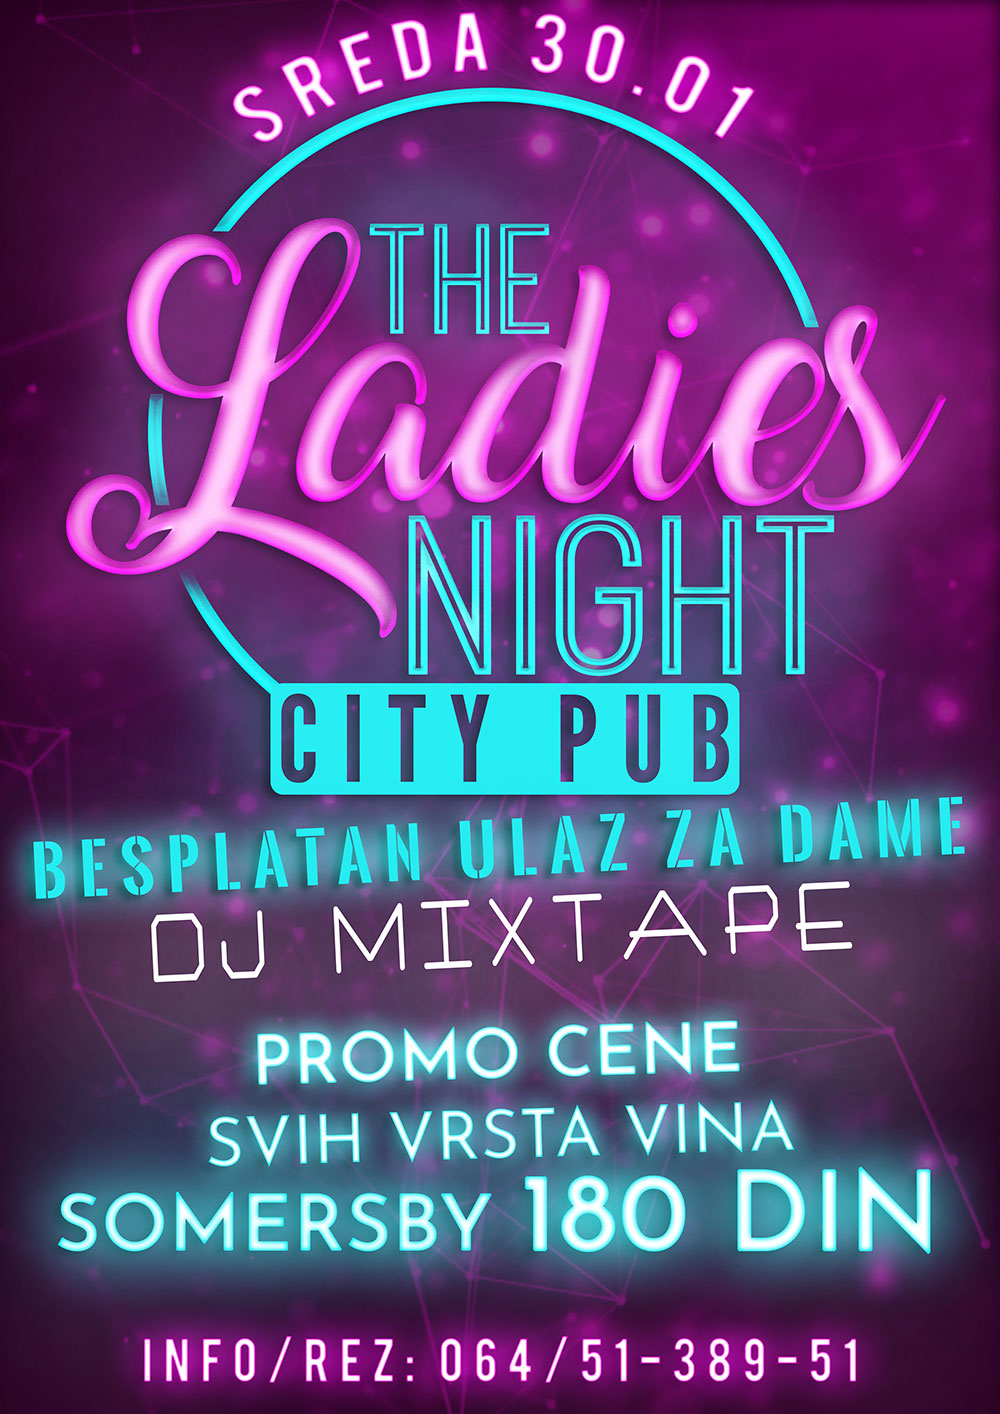 SREDA 30.01
THE
Ladies
NIGHT
CITY PUB
BESPLATAN ULAZ ZA DAME
DJ MIXTAPE
PROMO CENE
SVIH VRSTA VINA
SOMERSBY 180 DIN
INFO/REZ: 064/51-389-51